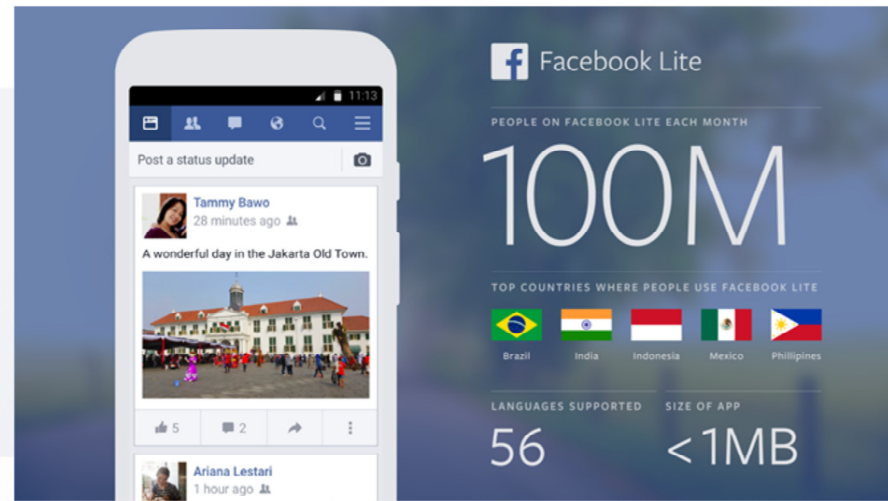 11:13
Post a status update
Tammy Bawo
28 minutes ago
A wonderful day in the Jakarta Old Town.
5
2
Ariana Lestari
1 hour ago
f Facebook Lite
PEOPLE ON FACEBOOK LITE EACH MONTH
100M
TOP COUNTRIES WHERE PEOPLE USE FACEBOOK LITE
Brazil India Indonesia Mexico Phillipines
LANGUAGES SUPPORTED SIZE OF APP
56 <1MB